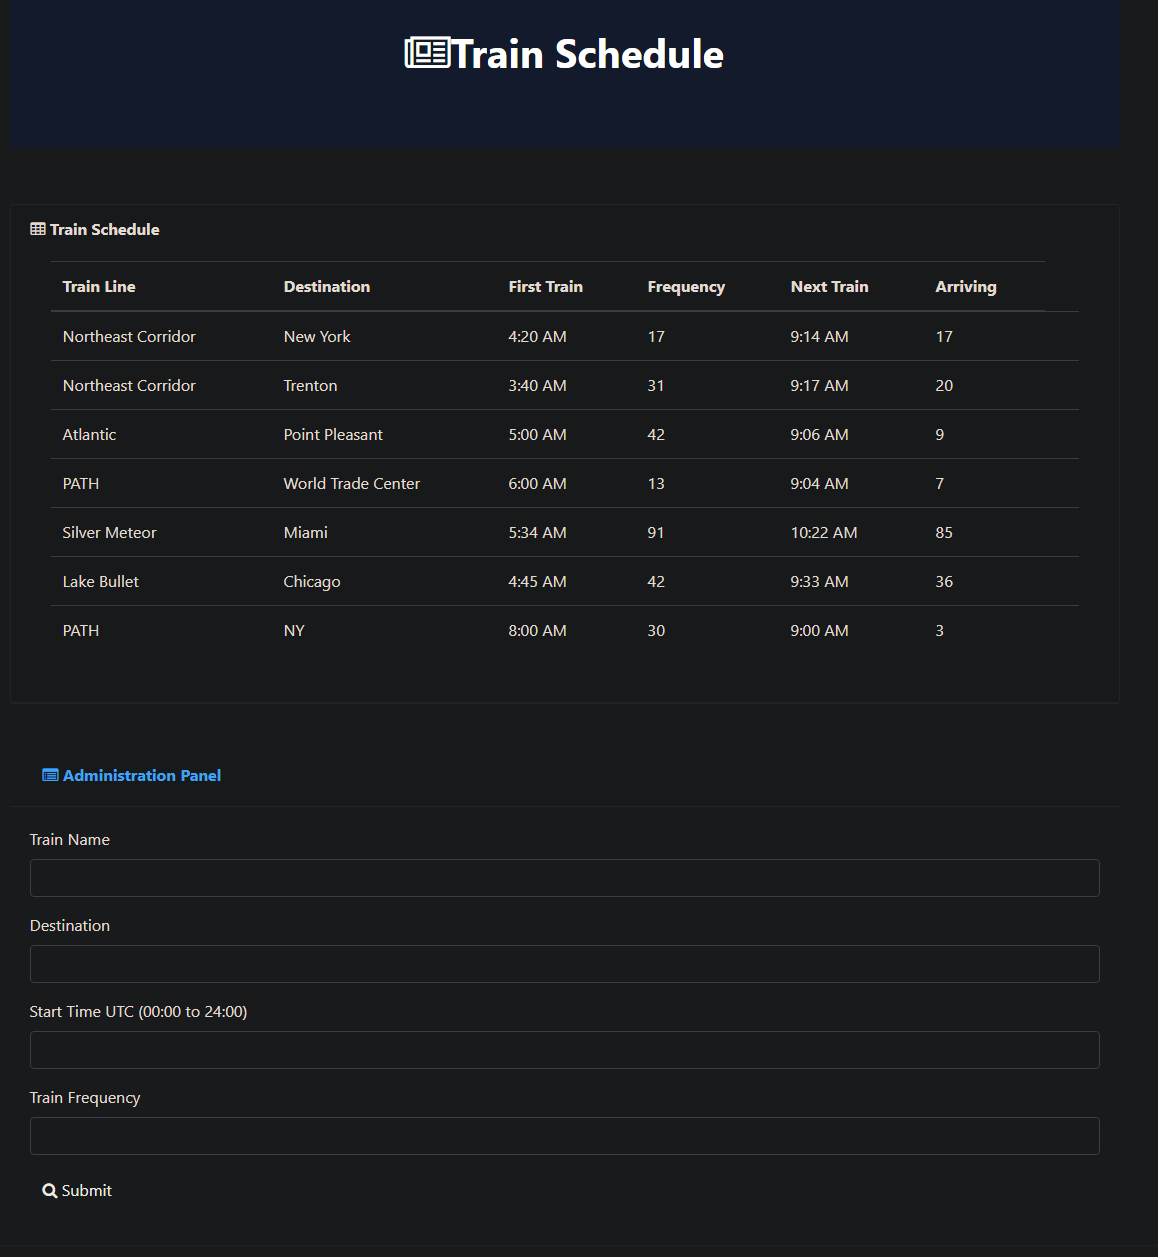 Train Schedule
Train Schedule
Train Line Destination First Train Frequency Next Train Arriving
Northeast Corridor New York 4:20 AM 17 9:14 AM 17
Northeast Corridor Trenton 3:40 AM 31 9:17 AM 20
Atlantic Point Pleasant 5:00 AM 42 9:06 AM 9
PATH World Trade Center 6:00 AM 13 9:04 AM 7
Silver Meteor Miami 5:34 AM 91 10:22 AM 85
Lake Bullet Chicago 4:45 AM 42 9:33 AM 36
PATH NY 8:00 AM 30 9:00 AM 3
Administration Panel
Train Name
Destination
Start Time UTC (00:00 to 24:00)
Train Frequency
Submit